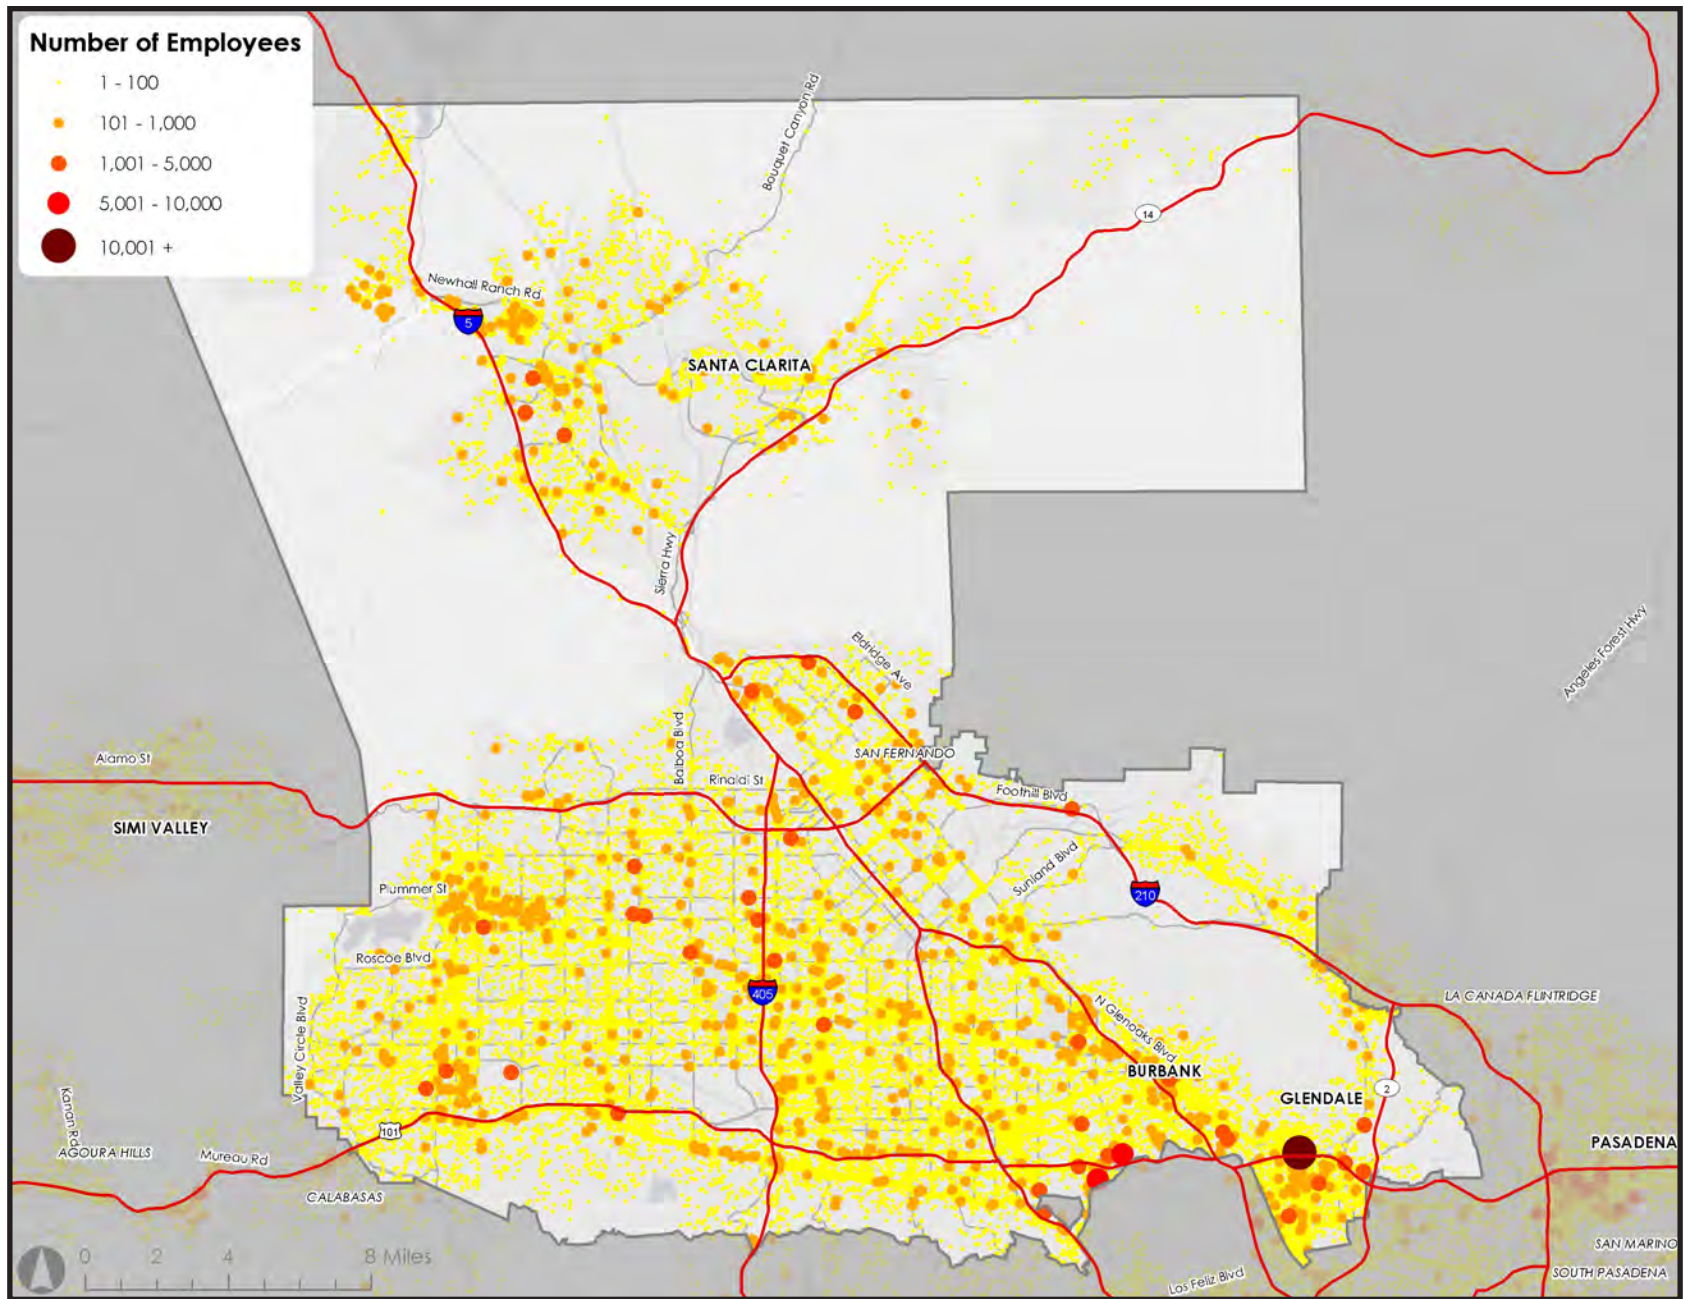 Number of Employees
1 - 100
101 - 1,000
1,001 - 5,000
5,001 - 10,000
10,001 +
Bouquet Canyon Rd
14
Newhall Ranch Rd
5
SANTA CLARITA
Sierra Hwy
Eldridge Ave
Angeles Forest Hwy
Balboa Blvd
SAN FERNANDO
Alamo St
Rinaldi St
Foothill Blvd
SIMI VALLEY
Sunland Blvd
Plummer St
210
Roscoe Blvd
405
LA CANADA FLINTRIDGE
N Glenoaks Blvd
Valley Circle Blvd
BURBANK
2
GLENDALE
Kanan Rd
101
PASADENA
AGOURA HILLS
Mureau Rd
CALABASAS
SAN MARINO
0 2 4 8 Miles
Los Feliz Blvd
SOUTH PASADENA